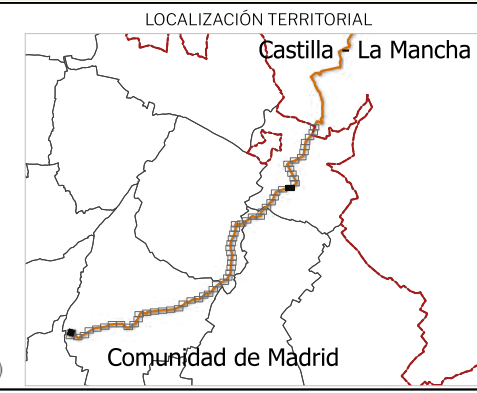 LOCALIZACIÓN TERRITORIAL
Castilla - La Mancha
Comunidad de Madrid